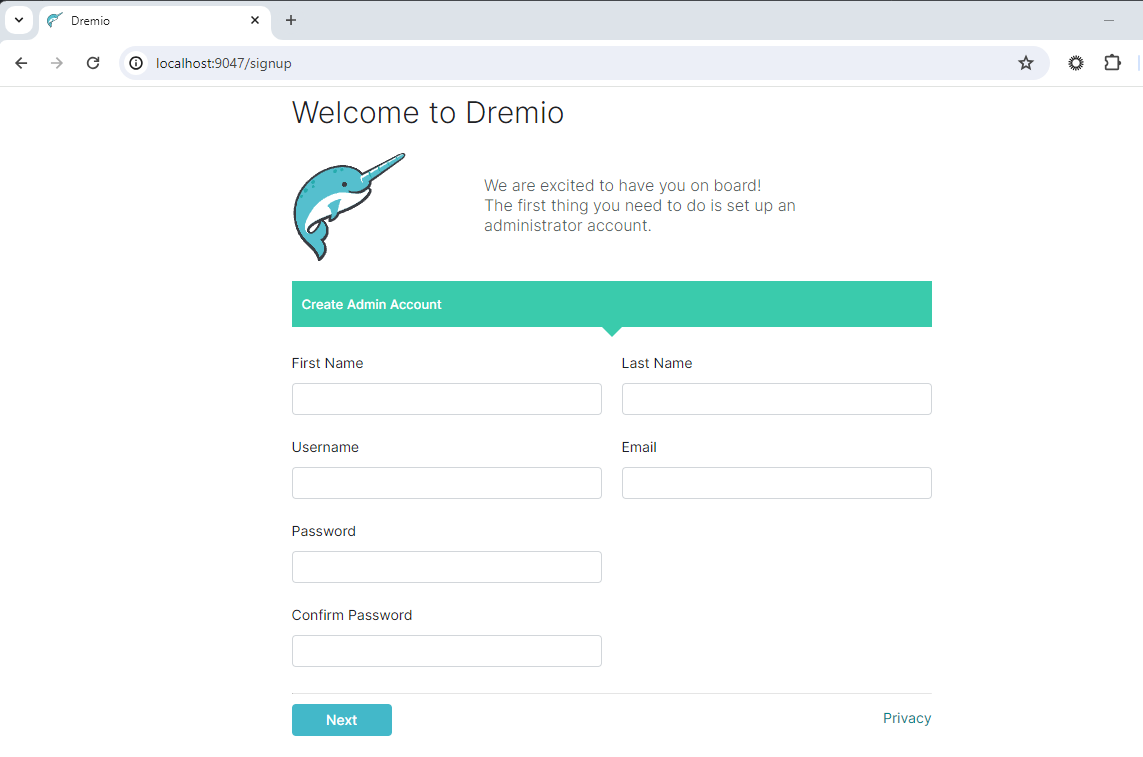 Dremio
localhost:9047/signup
Welcome to Dremio
We are excited to have you on board!
The first thing you need to do is set up an
administrator account.
Create Admin Account
First Name
Last Name
Username
Email
Password
Confirm Password
Next
Privacy